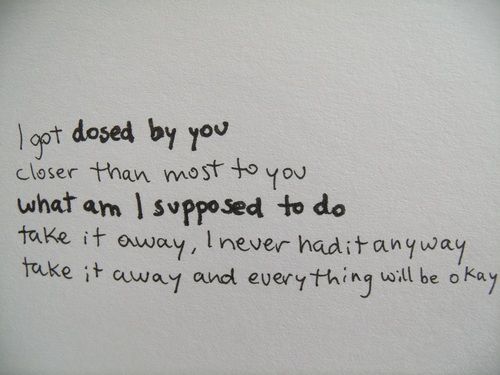 I got dosed by you
closer than most to you
what am I supposed to do
take it away, I never had it anyway
take it away and everything will be okay